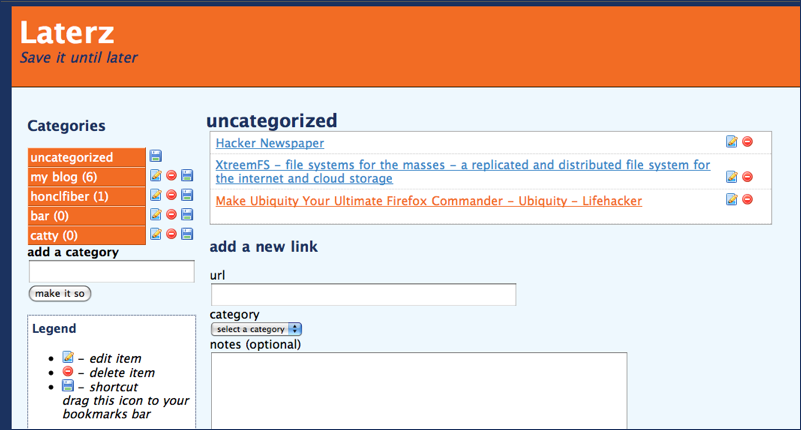 Laterz
Save it until later
Categories
uncategorized
my blog (6)
honclfiber (1)
bar (0)
catty (0)
add a category
make it so
Legend
- edit item
- delete item
- shortcut
drag this icon to your
bookmarks bar
uncategorized
Hacker Newspaper
XtreemFS - file systems for the masses - a replicated and distributed file system for
the internet and cloud storage
Make Ubiquity Your Ultimate Firefox Commander - Ubiquity - Lifehacker
add a new link
url
category
select a category
notes (optional)